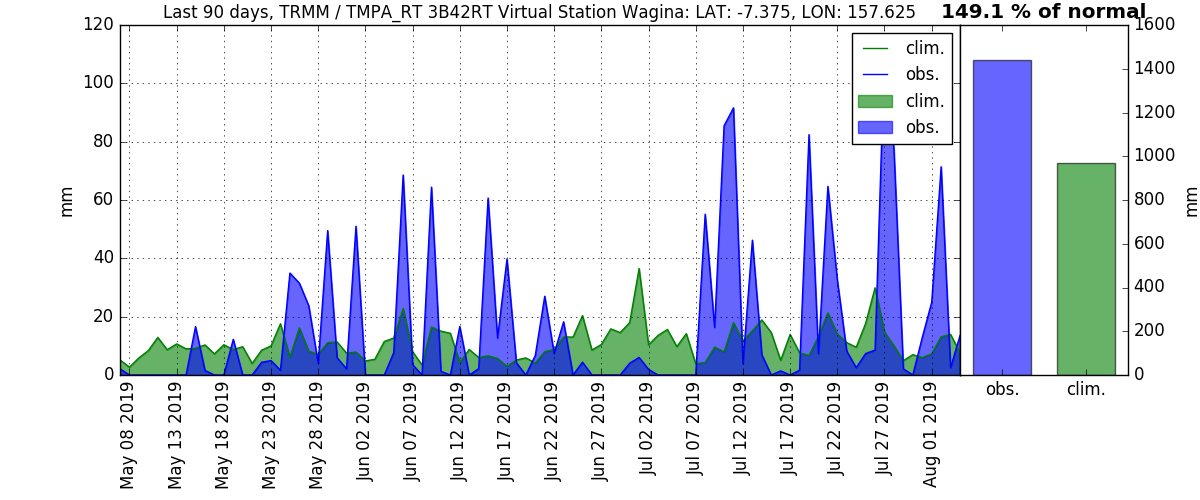 Last 90 days, TRMM / TMPA_RT 3B42RT Virtual Station Wagina: LAT: -7.375, LON: 157.625
149.1 % of normal
120
100
80
60
40
20
0
mm
clim.
obs.
clim.
obs.
1600
1400
1200
1000
800
600
400
200
0
mm
May 08 2019
May 13 2019
May 18 2019
May 23 2019
May 28 2019
Jun 02 2019
Jun 07 2019
Jun 12 2019
Jun 17 2019
Jun 22 2019
Jun 27 2019
Jul 02 2019
Jul 07 2019
Jul 12 2019
Jul 17 2019
Jul 22 2019
Jul 27 2019
Aug 01 2019
obs.
clim.